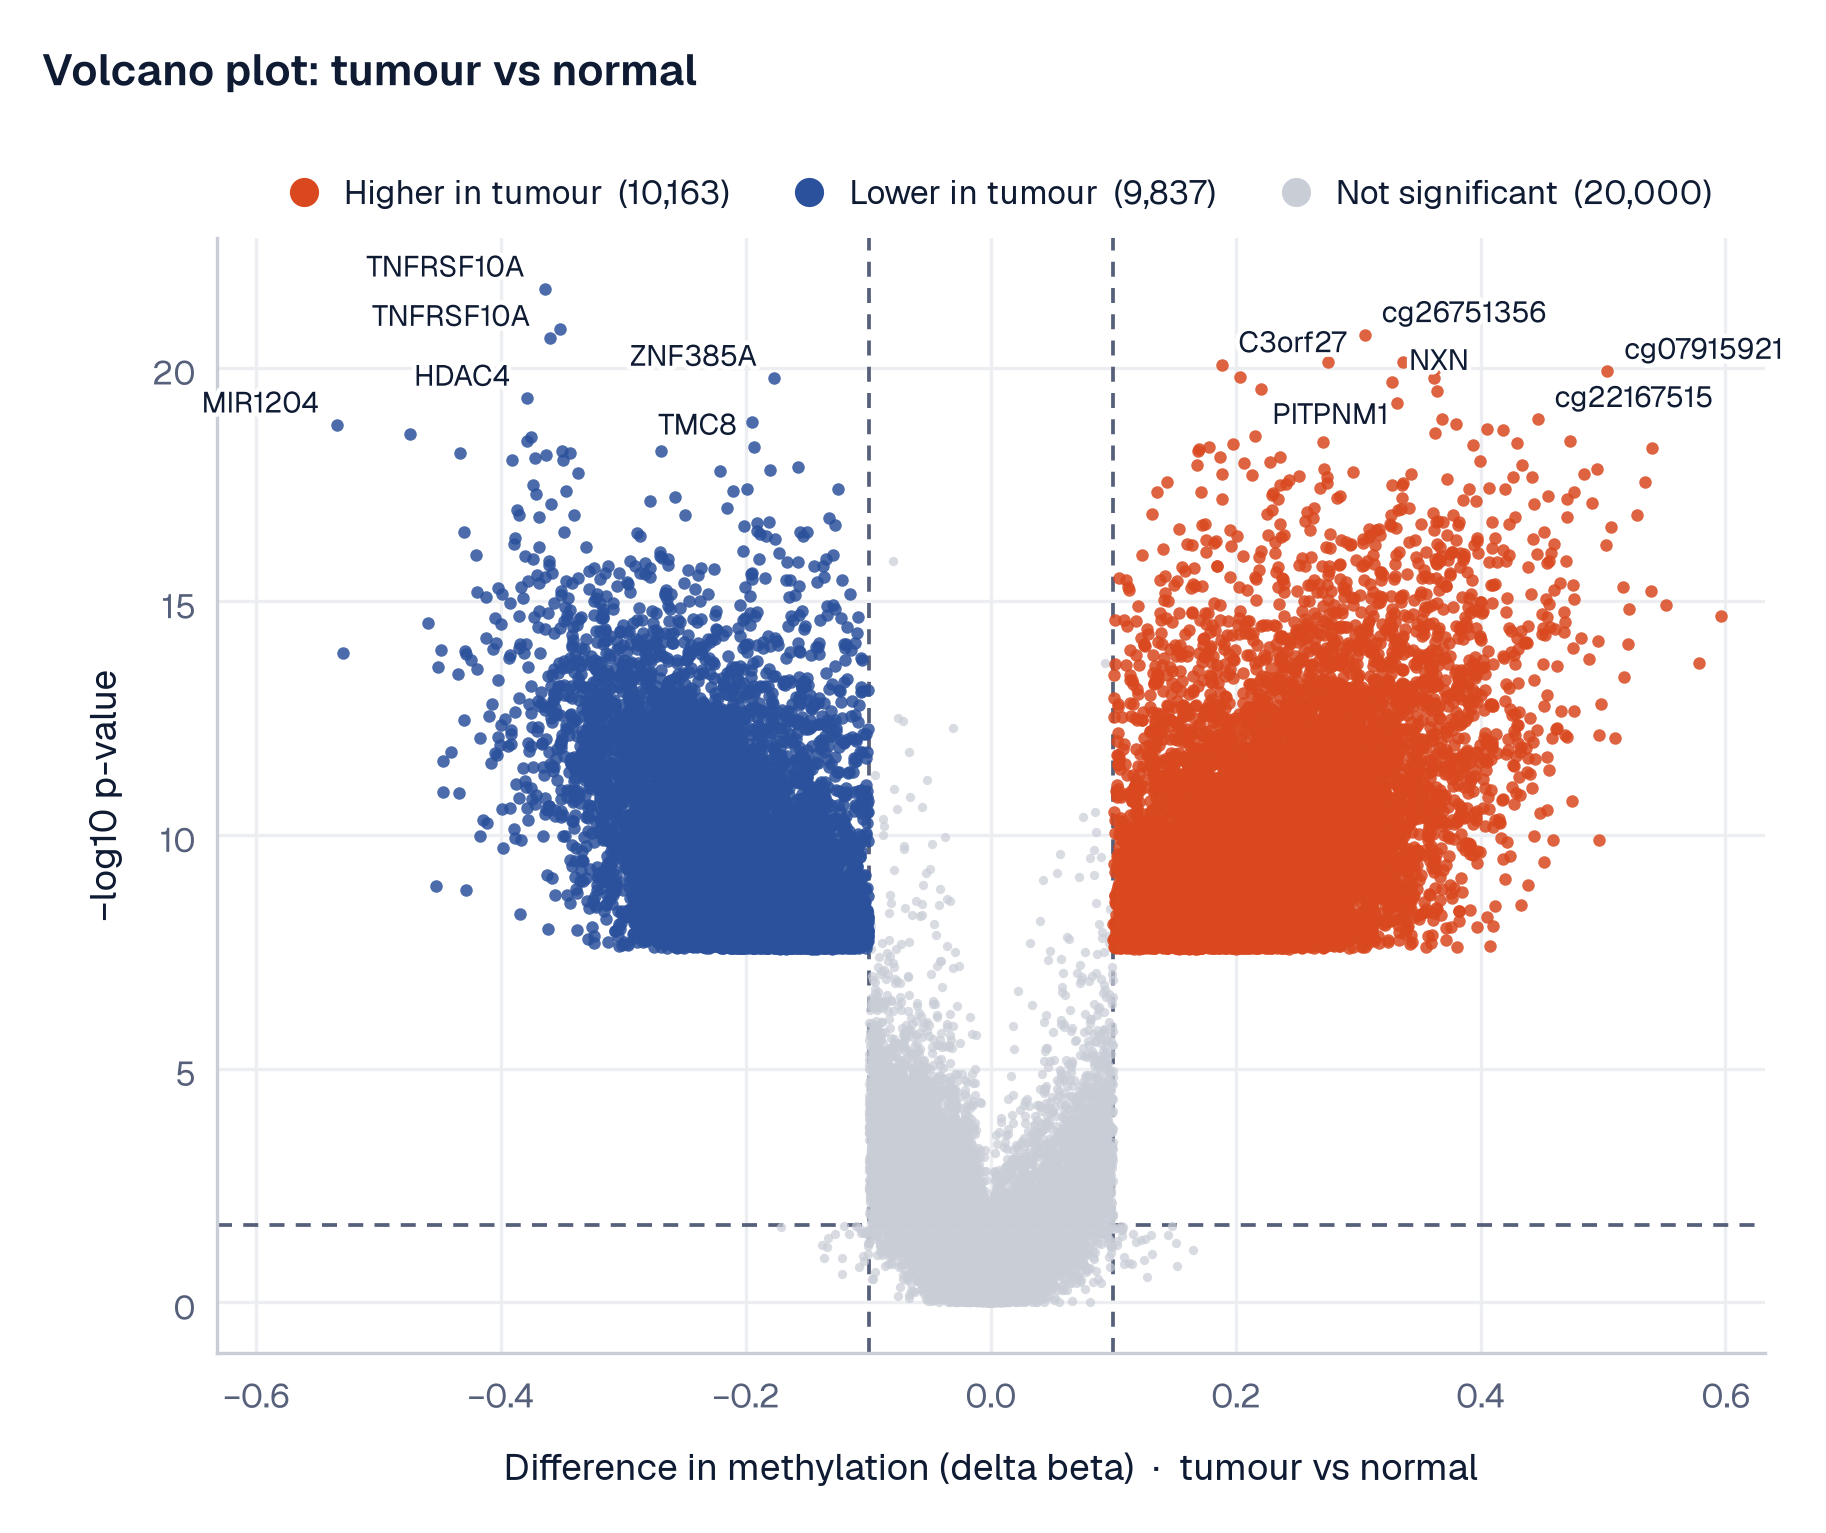 Volcano plot: tumour vs normal
Higher in tumour (10,163)
Lower in tumour (9,837)
Not significant (20,000)
TNFRSF10A
TNFRSF10A
cg26751356
C3orf27
ZNF385A
cg07915921
NXN
HDAC4
cg22167515
MIR1204
PITPNM1
TMC8
20
15
10
5
0
−log10 p-value
−0.6
−0.4
−0.2
0.0
0.2
0.4
0.6
Difference in methylation (delta beta) · tumour vs normal